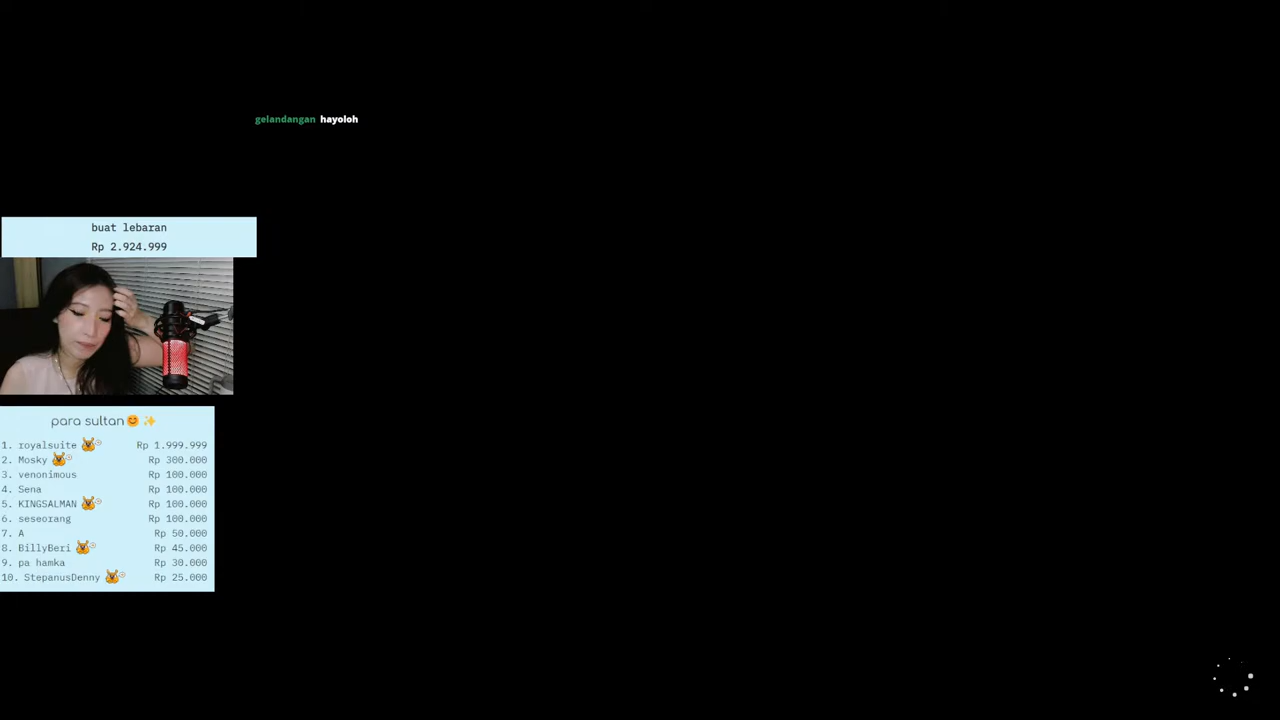 gelandangan hayoloh
buat lebaran
Rp 2.924.999
para sultan😊✨
1. royalsuite Rp 1.999.999
2. Mosky Rp 300.000
3. venonimous Rp 100.000
4. Sena Rp 100.000
5. KINGSALMAN Rp 100.000
6. seseorang Rp 100.000
7. A Rp 50.000
8. BillyBeri Rp 45.000
9. pa hamka Rp 30.000
10. StepanusDenny Rp 25.000